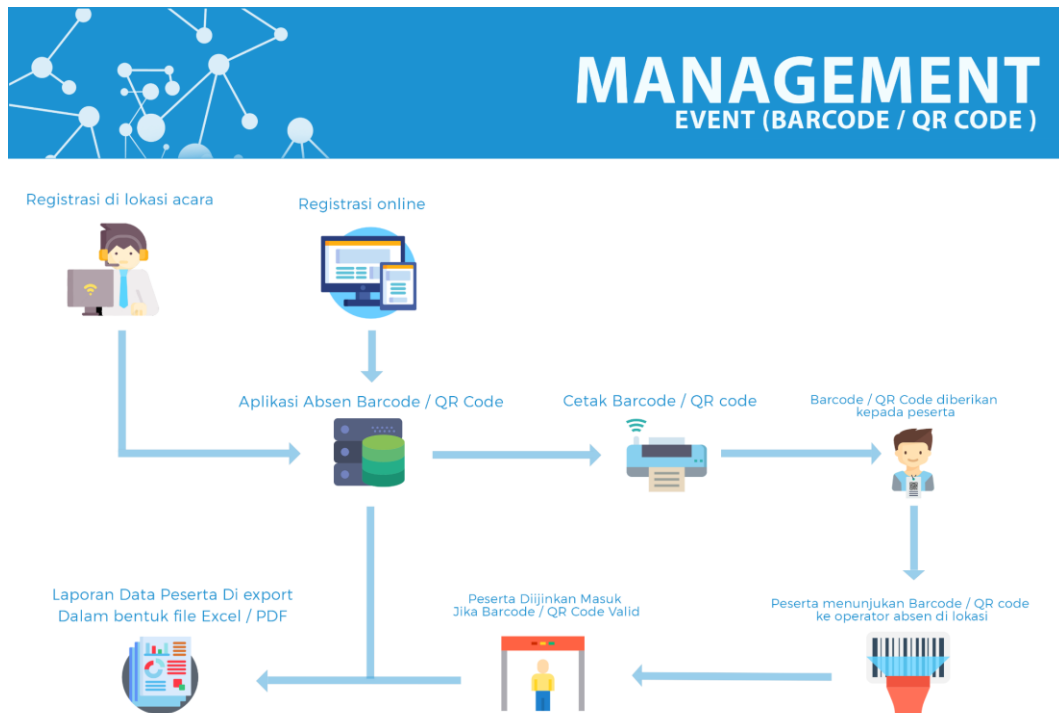 MANAGEMENT
EVENT (BARCODE / QR CODE )
Registrasi di lokasi acara
Registrasi online
Aplikasi Absen Barcode / QR Code
Cetak Barcode / QR code
Barcode / QR Code diberikan
kepada peserta
Laporan Data Peserta Di export
Dalam bentuk file Excel / PDF
Peserta Diijinkan Masuk
Jika Barcode / QR Code Valid
Peserta menunjukan Barcode / QR code
ke operator absen di lokasi